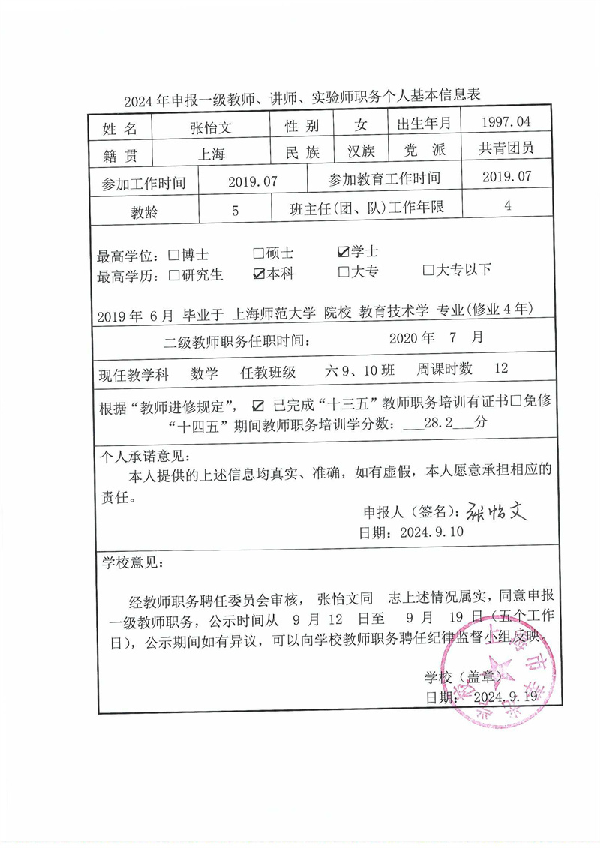 2024年申报一级教师、讲师、实验师职务个人基本信息表
姓 名 张怡文 性 别 女 出生年月 1997.04
籍 贯 上海 民 族 汉族 党 派 共青团员
参加工作时间 2019.07 参加教育工作时间 2019.07
教龄 5 班主任(团、队)工作年限 4
最高学位：□博士 □硕士 ☑学士
最高学历：□研究生 ☑本科 □大专 □大专以下
2019年 6月 毕业于 上海师范大学 院校 教育技术学 专业(修业4年)
二级教师职务任职时间： 2020年 7 月
现任教学科 数学 任教班级 六9、10班 周课时数 12
根据“教师进修规定”，☑ 已完成“十三五”教师职务培训有证书□免修
“十四五”期间教师职务培训学分数：___28.2___分
个人承诺意见：
本人提供的上述信息均真实、准确，如有虚假，本人愿意承担相应的
责任。
申报人（签名）：张怡文
日期：2024.9.10
学校意见：
经教师职务聘任委员会审核， 张怡文同 志上述情况属实，同意申报
一级教师职务，公示时间从 9 月 12 日至 9 月 19 日（五个工作
日），公示期间如有异议，可以向学校教师职务聘任纪律监督小组反映。
学校（盖章）
日期：2024.9.19